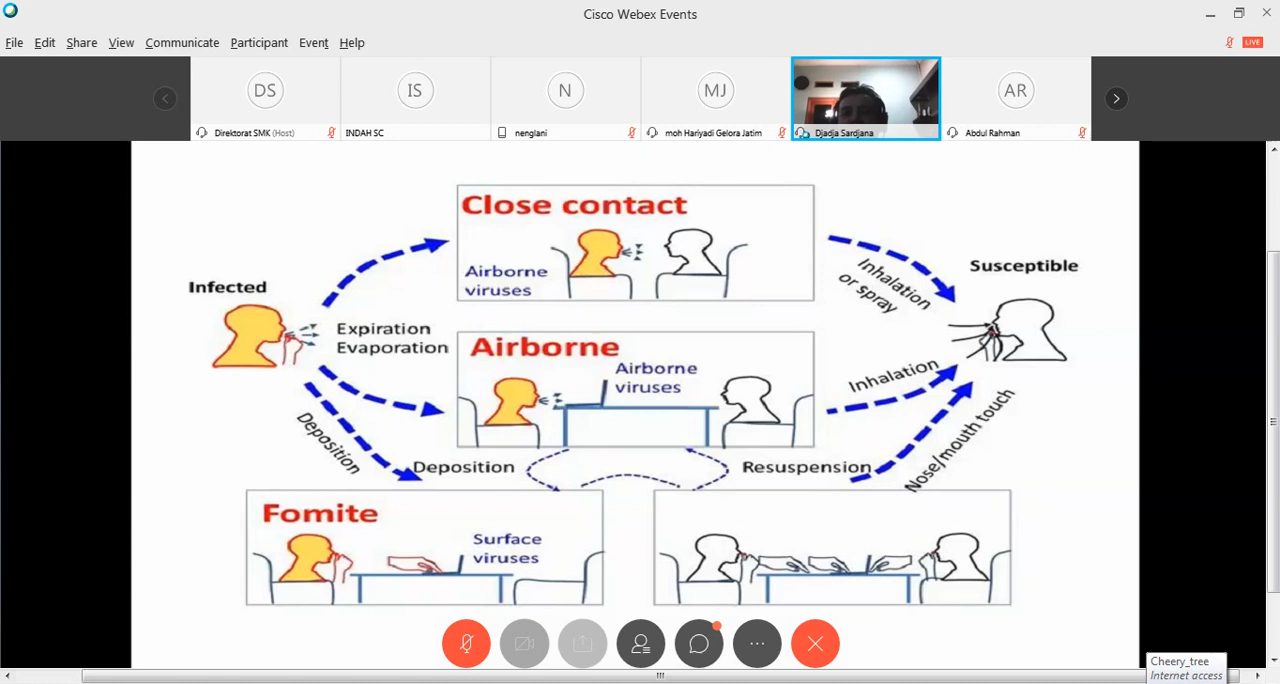 Cisco Webex Events
File Edit Share View Communicate Participant Event Help
LIVE
DS
IS
N
MJ
AR
Direktorat SMK (Host)
INDAH SC
nenglani
moh Hariyadi Gelora Jatim
Djadja Sardjana
Abdul Rahman
Close contact
Airborne
viruses
Inhalation
or spray
Infected
Susceptible
Expiration
Evaporation
Airborne
Airborne
viruses
Inhalation
Deposition
Deposition
Resuspension
Nose/mouth touch
Fomite
Surface
viruses
Cheery_tree
Internet access